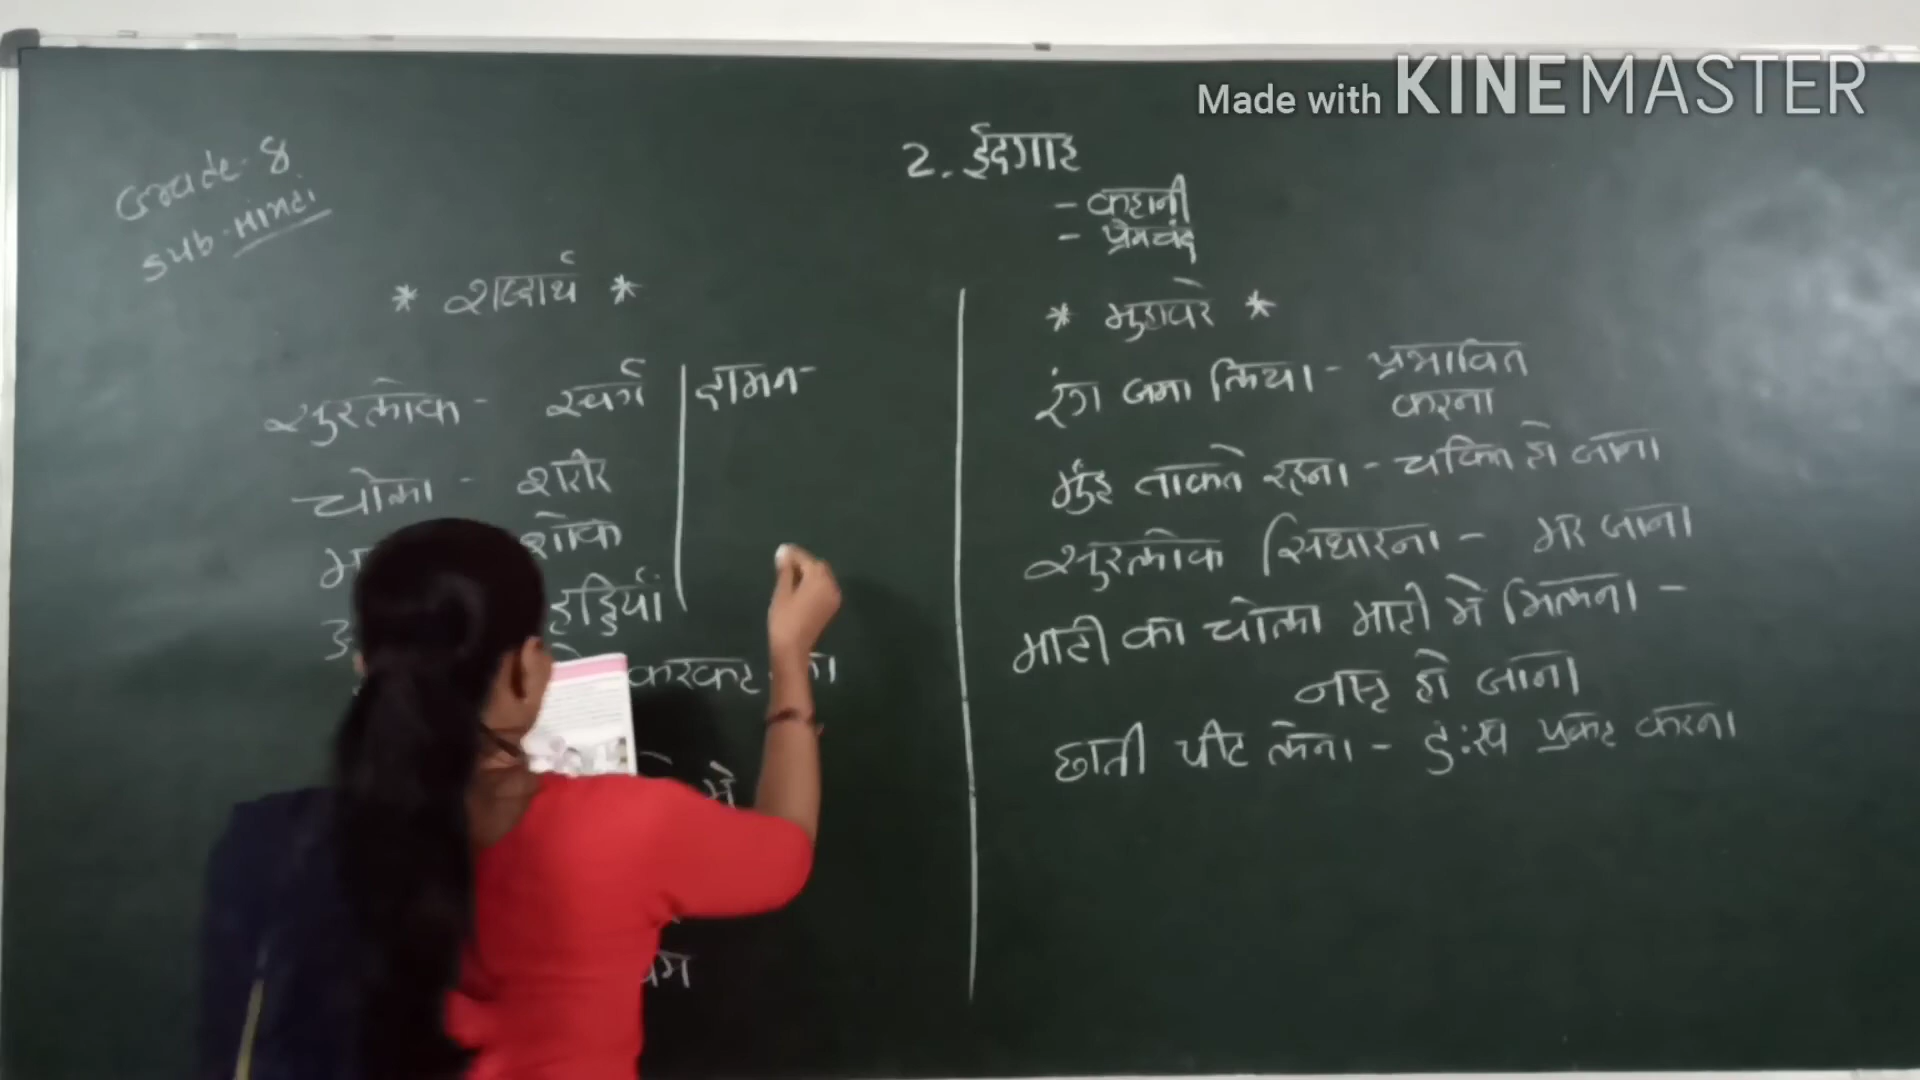 Made with KINEMASTER
Grade-8
Sub-Hindi
2. ईदगाह
- कहानी
- प्रेमचंद
* शब्दार्थ *
सुरलोक - स्वर्ग
चोला - शरीर
शोक
हड्डियाँ
करकट
में
दामन -
* मुहावरे *
रंग जमा लिया - प्रभावित
करना
मुँह ताकते रहना - चकित हो जाना
सुरलोक सिधारना - मर जाना
माटी का चोला माटी में मिलना -
नष्ट हो जाना
छाती पीट लेना - दुःख प्रकट करना